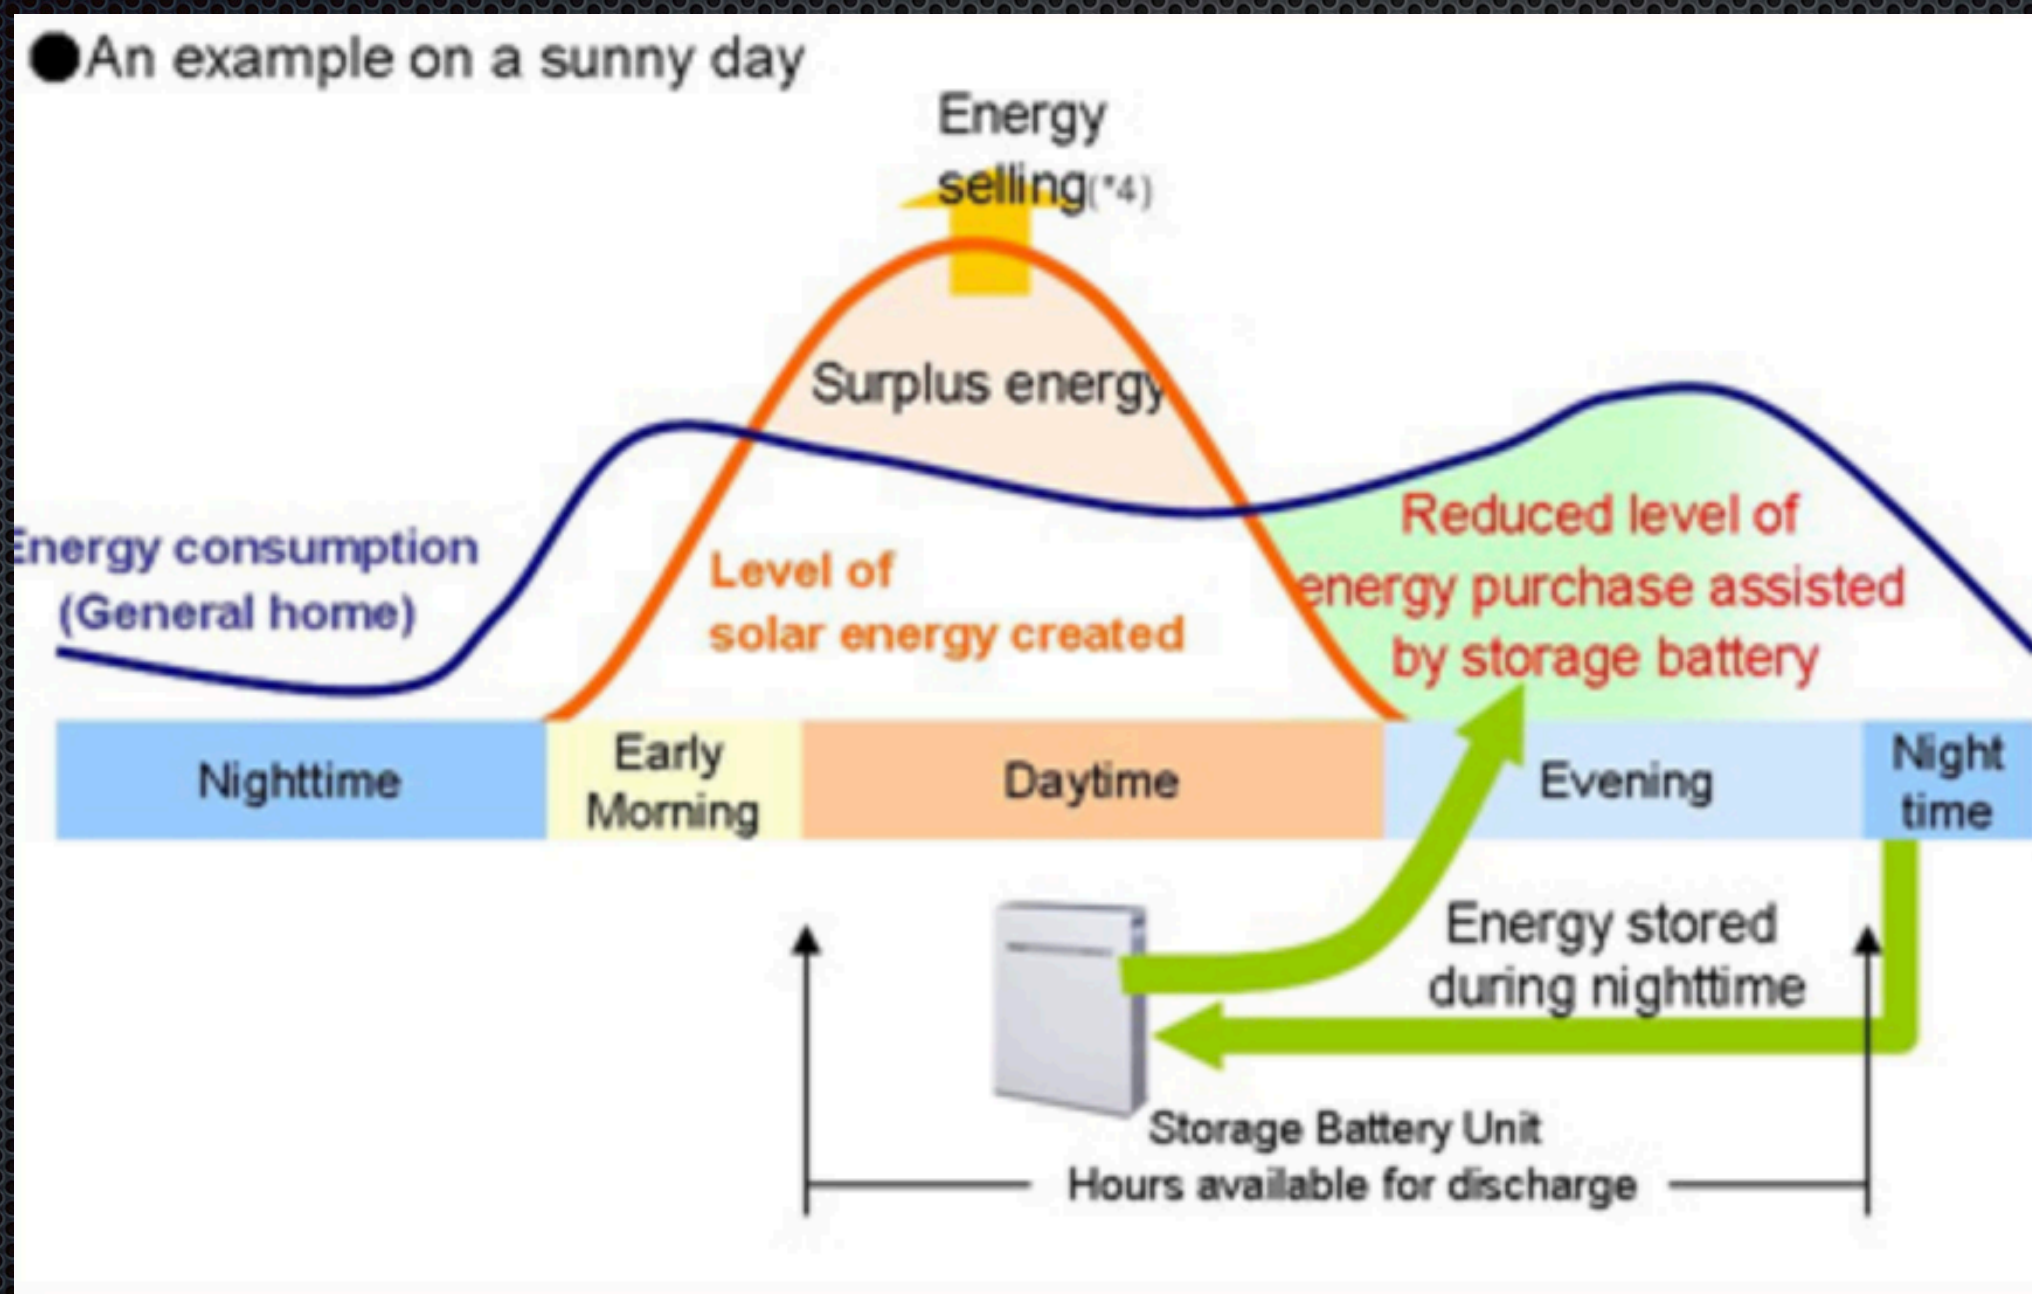 ●An example on a sunny day
Energy
selling(*4)
Surplus energy
Energy consumption
(General home)
Level of
solar energy created
Reduced level of
energy purchase assisted
by storage battery
Nighttime
Early
Morning
Daytime
Evening
Night
time
Energy stored
during nighttime
Storage Battery Unit
Hours available for discharge